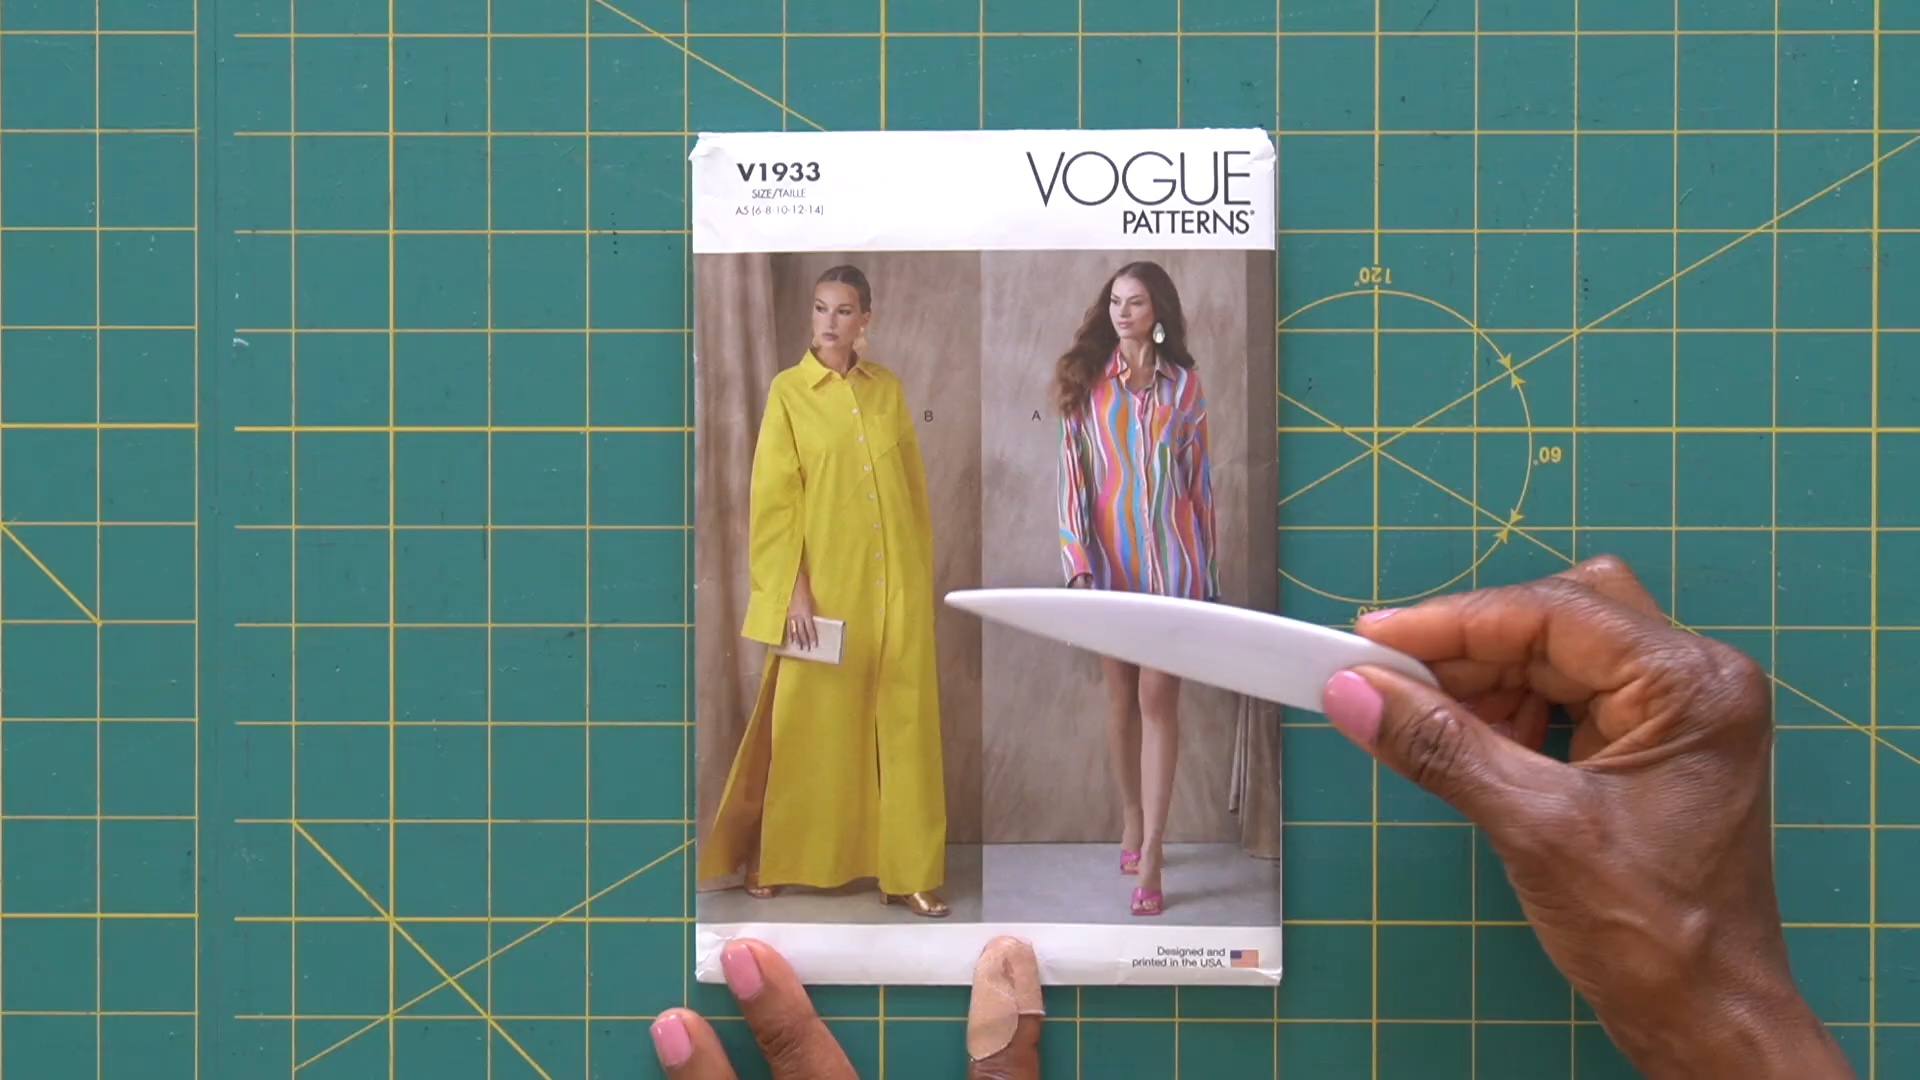 V1933
SIZE/TAILLE
A5 (6-8-10-12-14)
VOGUE
PATTERNS®
B
A
Designed and
printed in the USA.
120°
60°
120°